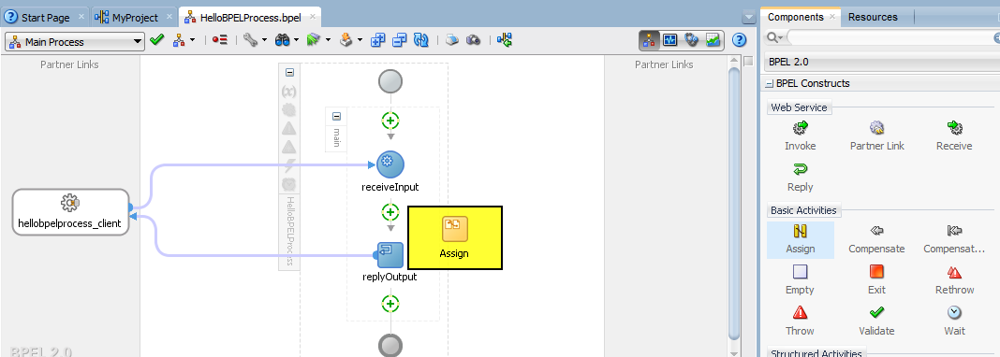 Start Page
MyProject
HelloBPELProcess.bpel
Components
Resources
Main Process
BPEL 2.0
Partner Links
Partner Links
BPEL Constructs
Web Service
main
Invoke
Partner Link
Receive
receiveInput
Reply
HelloBPELProcess
hellobpelprocess_client
Basic Activities
Assign
Assign
Compensate
Compensat...
replyOutput
Empty
Exit
Rethrow
Throw
Validate
Wait
BPEL 2.0
Structured Activities